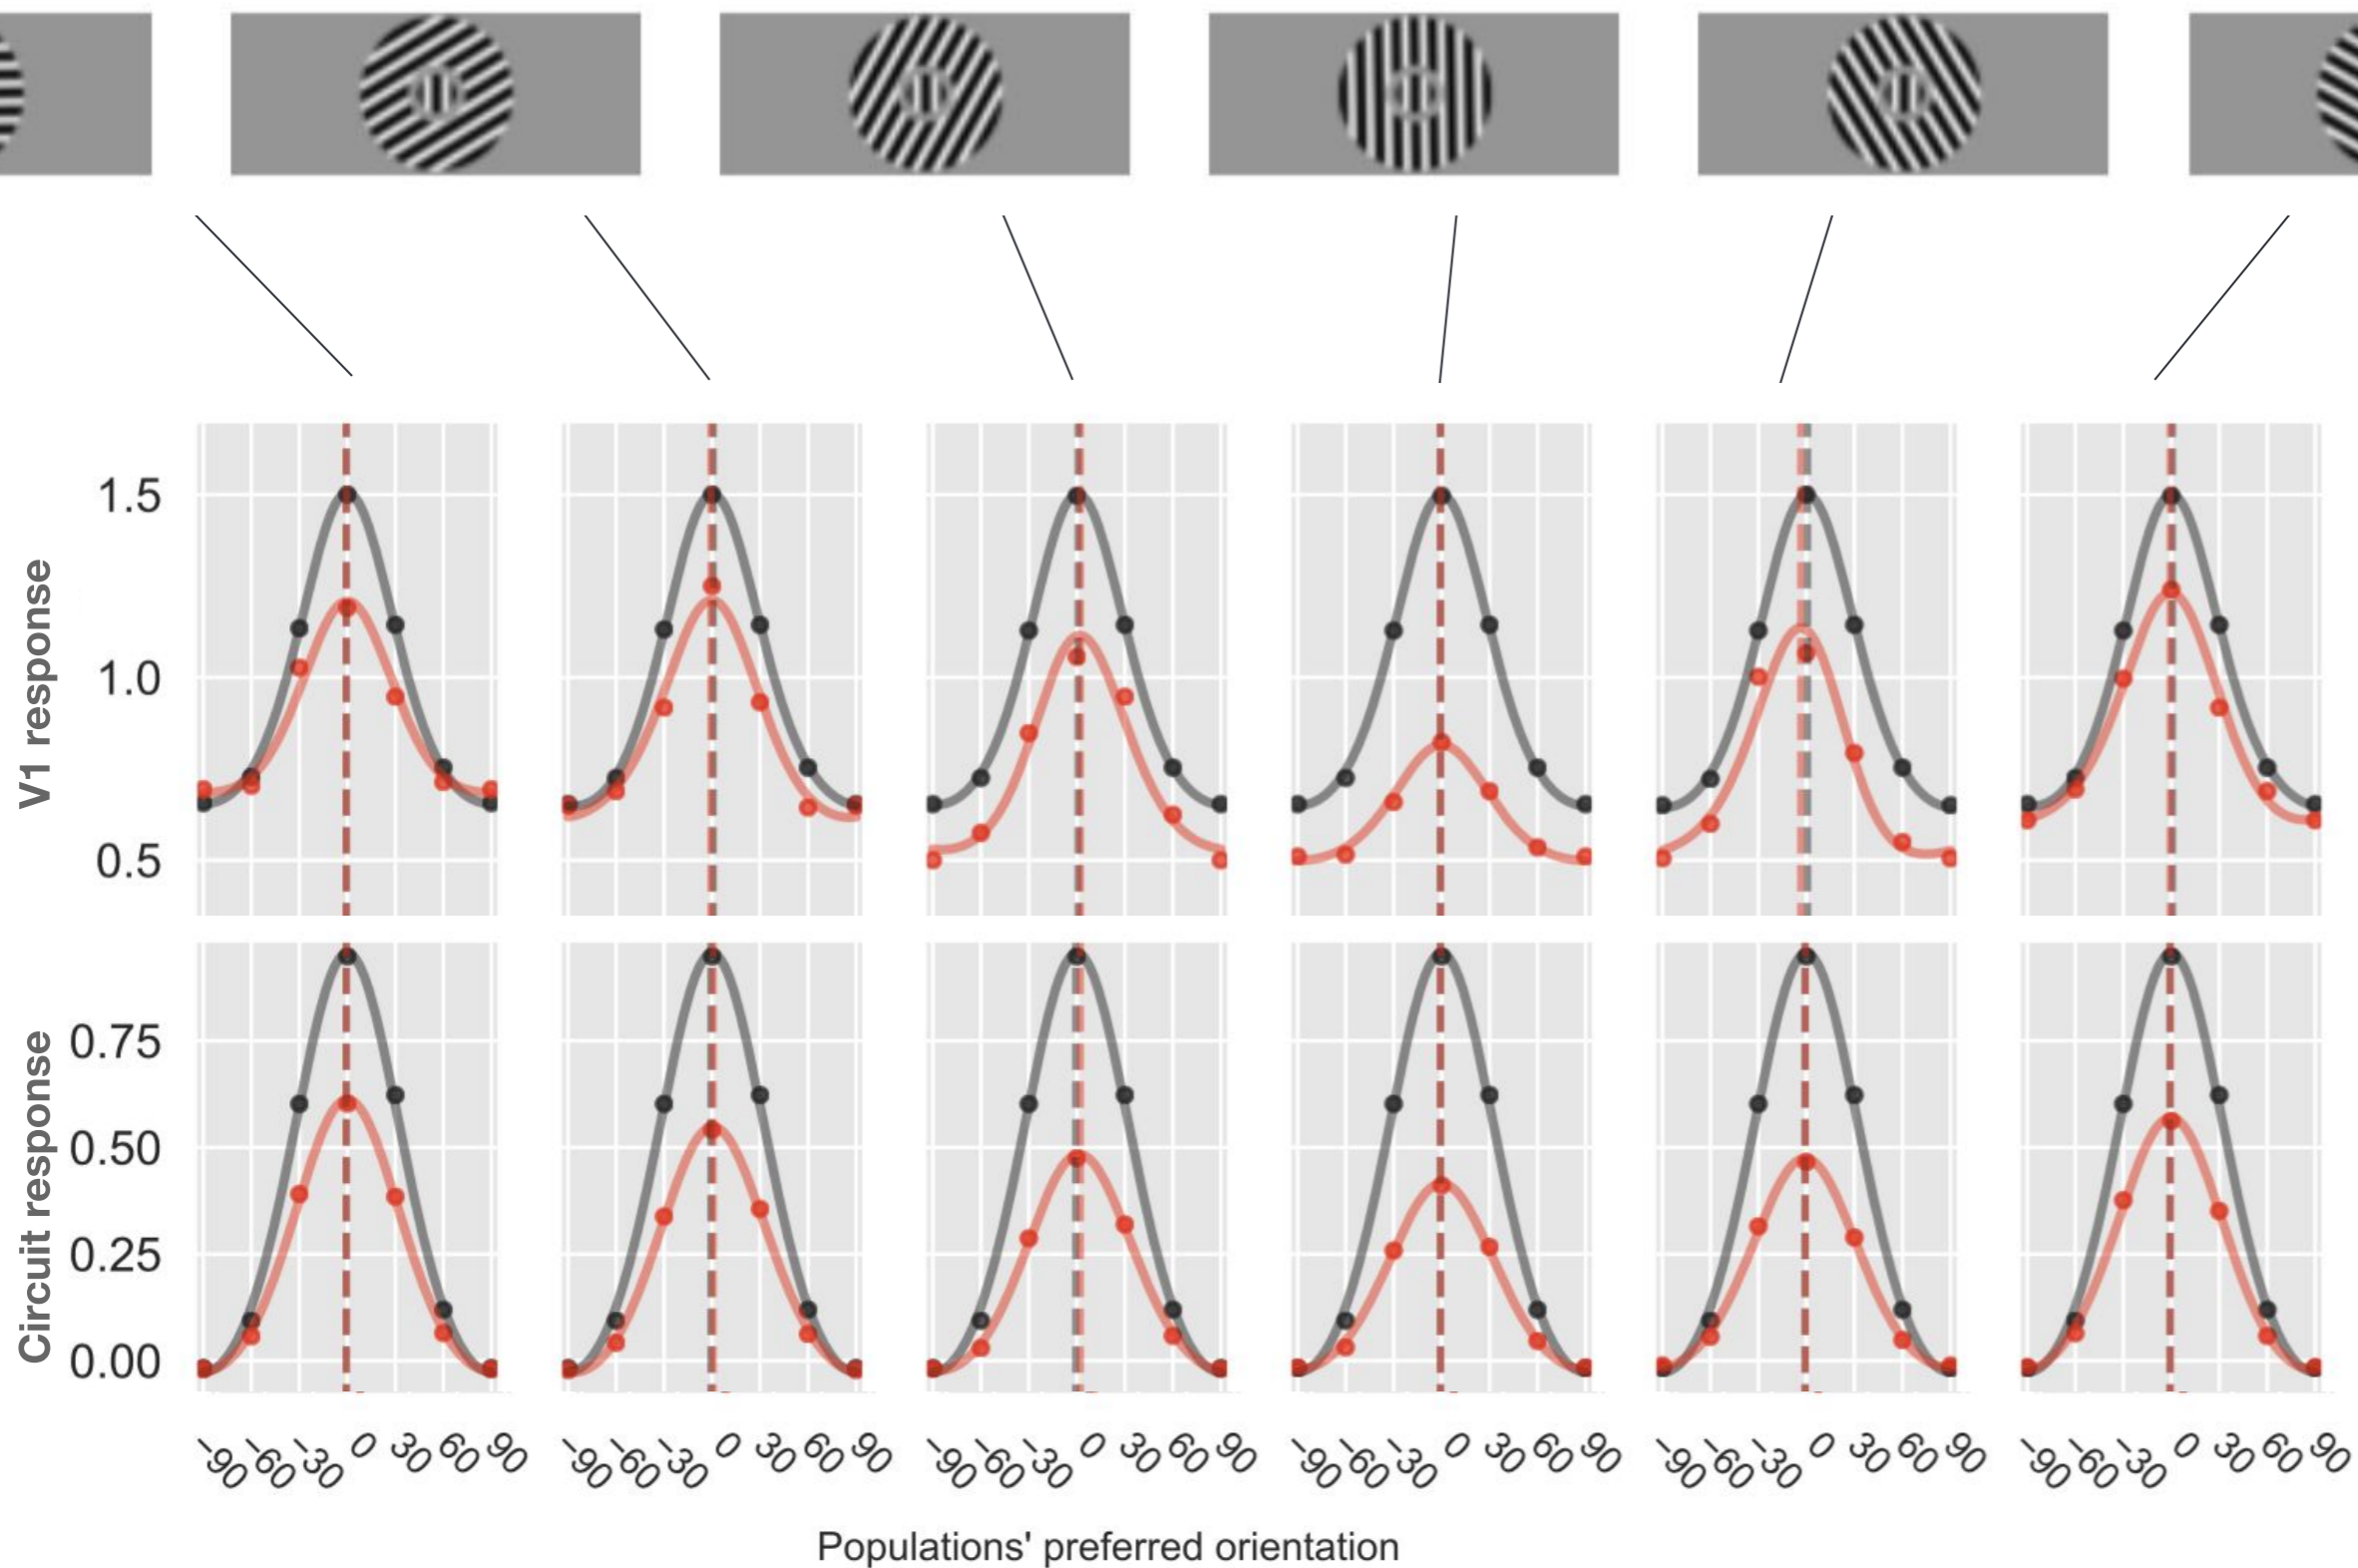 V1 response
1.5
1.0
0.5
Circuit response
0.75
0.50
0.25
0.00
−90 −60 −30 0 30 60 90 −90 −60 −30 0 30 60 90 −90 −60 −30 0 30 60 90 −90 −60 −30 0 30 60 90 −90 −60 −30 0 30 60 90 −90 −60 −30 0 30 60 90
Populations' preferred orientation